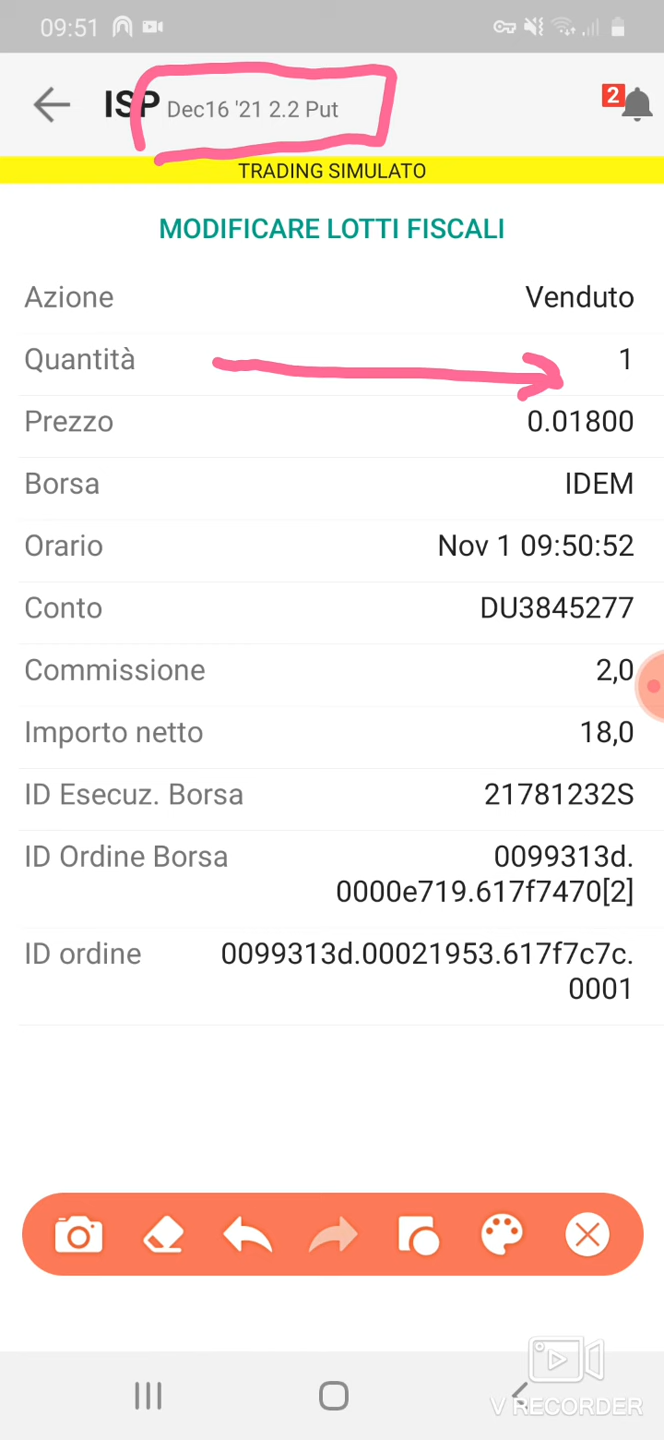 09:51
ISP Dec16 '21 2.2 Put
2
TRADING SIMULATO
MODIFICARE LOTTI FISCALI
Azione Venduto
Quantità 1
Prezzo 0.01800
Borsa IDEM
Orario Nov 1 09:50:52
Conto DU3845277
Commissione 2,0
Importo netto 18,0
ID Esecuz. Borsa 21781232S
ID Ordine Borsa 0099313d.
0000e719.617f7470[2]
ID ordine 0099313d.00021953.617f7c7c.
0001
V RECORDER